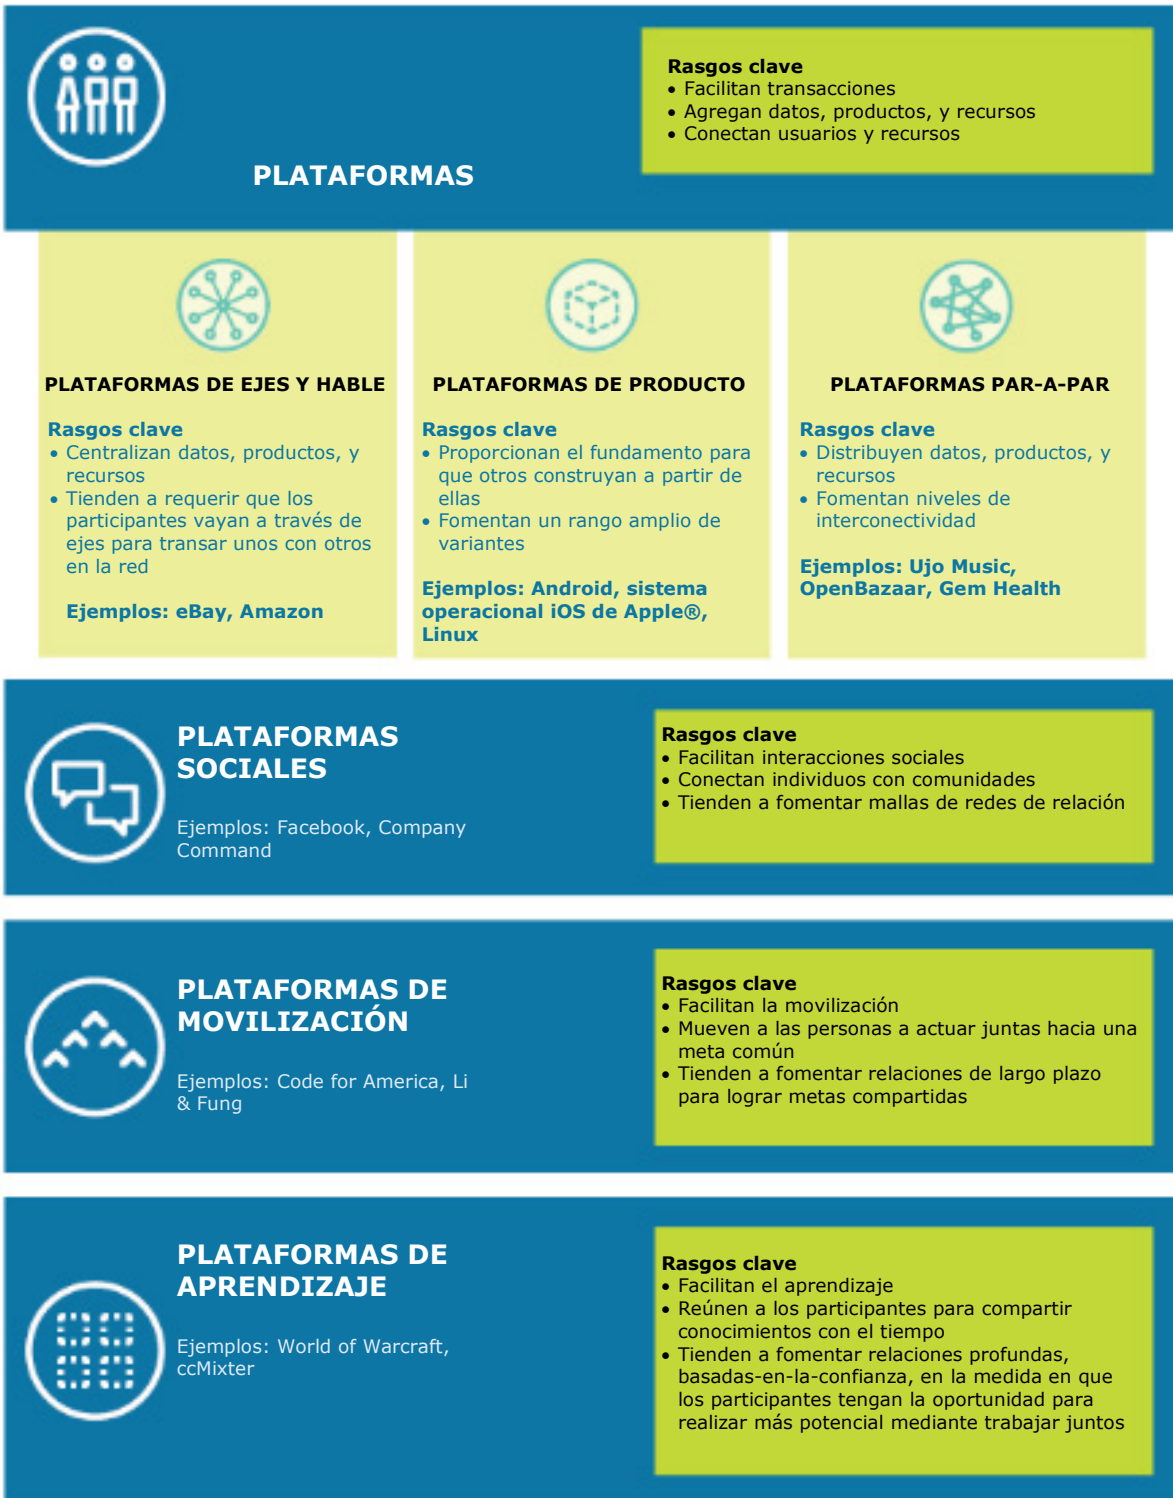 PLATAFORMAS
Rasgos clave
• Facilitan transacciones
• Agregan datos, productos, y recursos
• Conectan usuarios y recursos
PLATAFORMAS DE EJES Y HABLE
Rasgos clave
• Centralizan datos, productos, y
recursos
• Tienden a requerir que los
participantes vayan a través de
ejes para transar unos con otros
en la red
Ejemplos: eBay, Amazon
PLATAFORMAS DE PRODUCTO
Rasgos clave
• Proporcionan el fundamento para
que otros construyan a partir de
ellas
• Fomentan un rango amplio de
variantes
Ejemplos: Android, sistema
operacional iOS de Apple®,
Linux
PLATAFORMAS PAR-A-PAR
Rasgos clave
• Distribuyen datos, productos, y
recursos
• Fomentan niveles de
interconectividad
Ejemplos: Ujo Music,
OpenBazaar, Gem Health
PLATAFORMAS
SOCIALES
Ejemplos: Facebook, Company
Command
Rasgos clave
• Facilitan interacciones sociales
• Conectan individuos con comunidades
• Tienden a fomentar mallas de redes de relación
PLATAFORMAS DE
MOVILIZACIÓN
Ejemplos: Code for America, Li
& Fung
Rasgos clave
• Facilitan la movilización
• Mueven a las personas a actuar juntas hacia una
meta común
• Tienden a fomentar relaciones de largo plazo
para lograr metas compartidas
PLATAFORMAS DE
APRENDIZAJE
Ejemplos: World of Warcraft,
ccMixter
Rasgos clave
• Facilitan el aprendizaje
• Reúnen a los participantes para compartir
conocimientos con el tiempo
• Tienden a fomentar relaciones profundas,
basadas-en-la-confianza, en la medida en que
los participantes tengan la oportunidad para
realizar más potencial mediante trabajar juntos